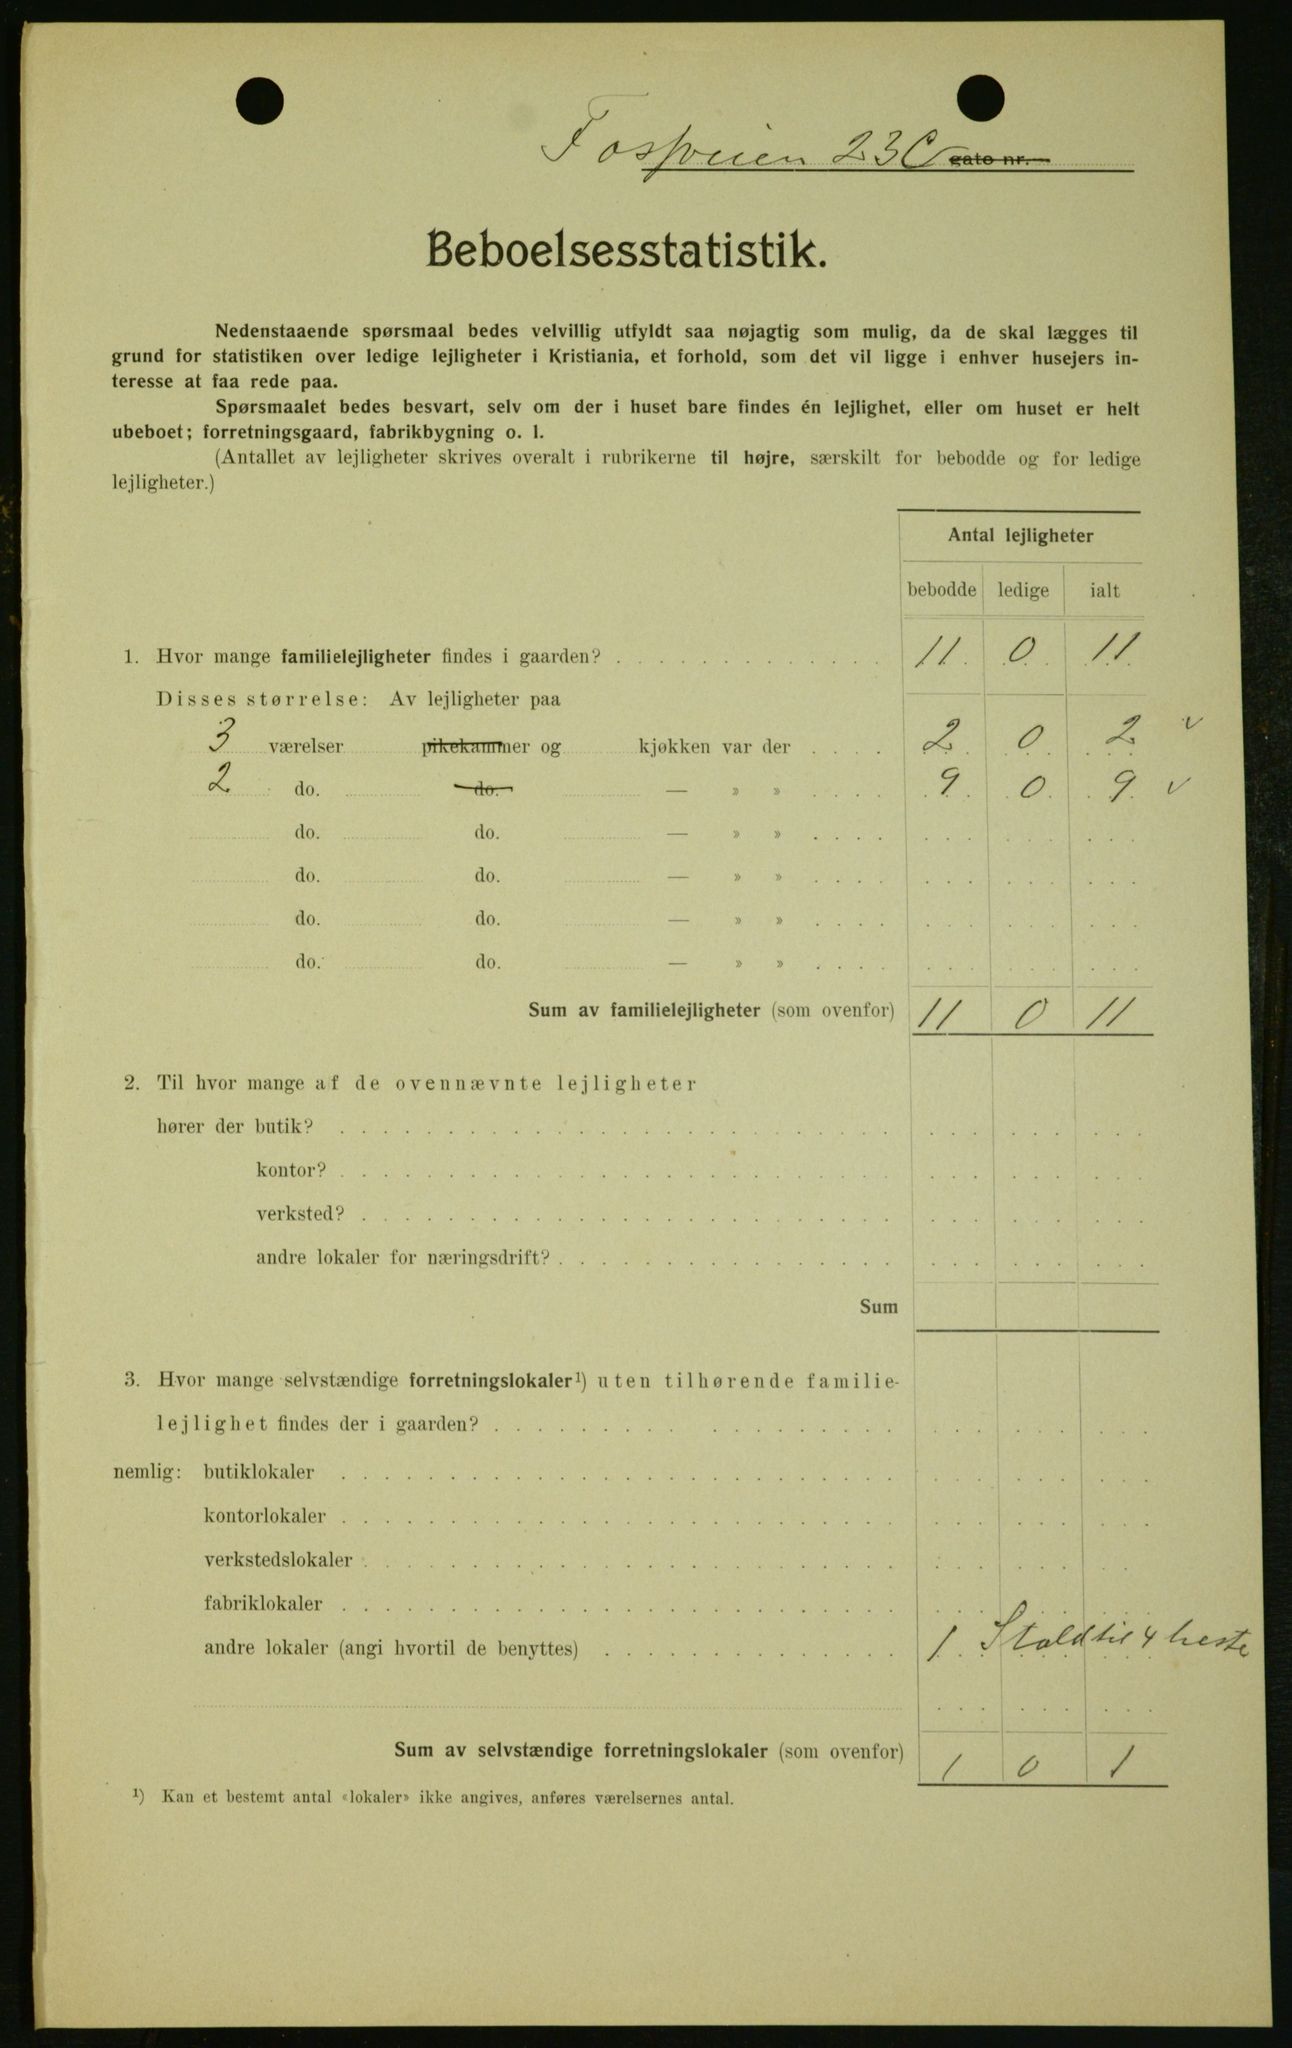 Fossveien 23C gate nr.
Beboelsesstatistik.
Nedenstaaende spørsmaal bedes velvillig utfyldt saa nøjagtig som mulig, da de skal lægges til
grund for statistiken over ledige lejligheter i Kristiania, et forhold, som det vil ligge i enhver husejers in-
teresse at faa rede paa.
Spørsmaalet bedes besvart, selv om der i huset bare findes én lejlighet, eller om huset er helt
ubeboet; forretningsgaard, fabrikbygning o. l.
(Antallet av lejligheter skrives overalt i rubrikerne til højre, særskilt for bebodde og for ledige
lejligheter.)
Antal lejligheter
bebodde ledige ialt
1. Hvor mange familielejligheter findes i gaarden? 11 0 11
Disses størrelse: Av lejligheter paa
3 værelser pikekammer og kjøkken var der 2 0 2 v
2 do. do. — » » 9 0 9 v
do. do. — » »
do. do. — » »
do. do. — » »
do. do. — » »
Sum av familielejligheter (som ovenfor) 11 0 11
2. Til hvor mange af de ovennævnte lejligheter
hører der butik?
kontor?
verksted?
andre lokaler for næringsdrift?
Sum
3. Hvor mange selvstændige forretningslokaler¹) uten tilhørende familie-
lejlighet findes der i gaarden?
nemlig: butiklokaler
kontorlokaler
verkstedslokaler
fabriklokaler
andre lokaler (angi hvortil de benyttes) 1 Stald til 4 heste
Sum av selvstændige forretningslokaler (som ovenfor) 1 0 1
¹) Kan et bestemt antal «lokaler» ikke angives, anføres værelsernes antal.